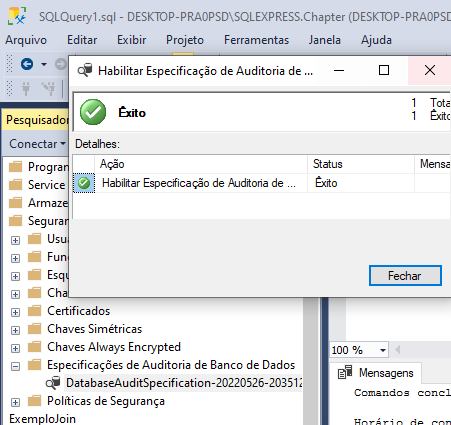 SQLQuery1.sql - DESKTOP-PRA0PSD\SQLEXPRESS.Chapter (DESKTOP-PRA0PSD
Arquivo Editar Exibir Projeto Ferramentas Janela Ajuda
Habilitar Especificação de Auditoria de ...
Êxito
1 Tota
1 Êxito
Detalhes:
Ação Status Mensa
Habilitar Especificação de Auditoria de ... Êxito
Fechar
Pesquisador
Conectar
Program
Service
Armaze
Seguran
Usua
Fun
Esqu
Cha
Certificados
Chaves Simétricas
Chaves Always Encrypted
Especificações de Auditoria de Banco de Dados
DatabaseAuditSpecification-20220526-203512
Políticas de Segurança
ExemploJoin
100 %
Mensagens
Comandos concl
Horário de con